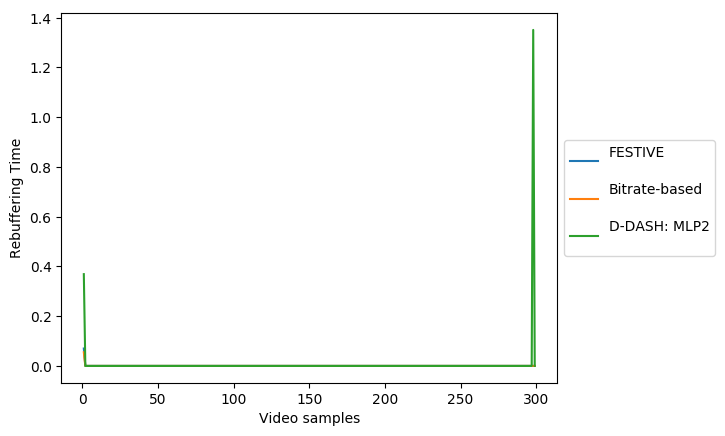 1.4
1.2
1.0
0.8
0.6
0.4
0.2
0.0
Rebuffering Time
0 50 100 150 200 250 300
Video samples
FESTIVE
Bitrate-based
D-DASH: MLP2